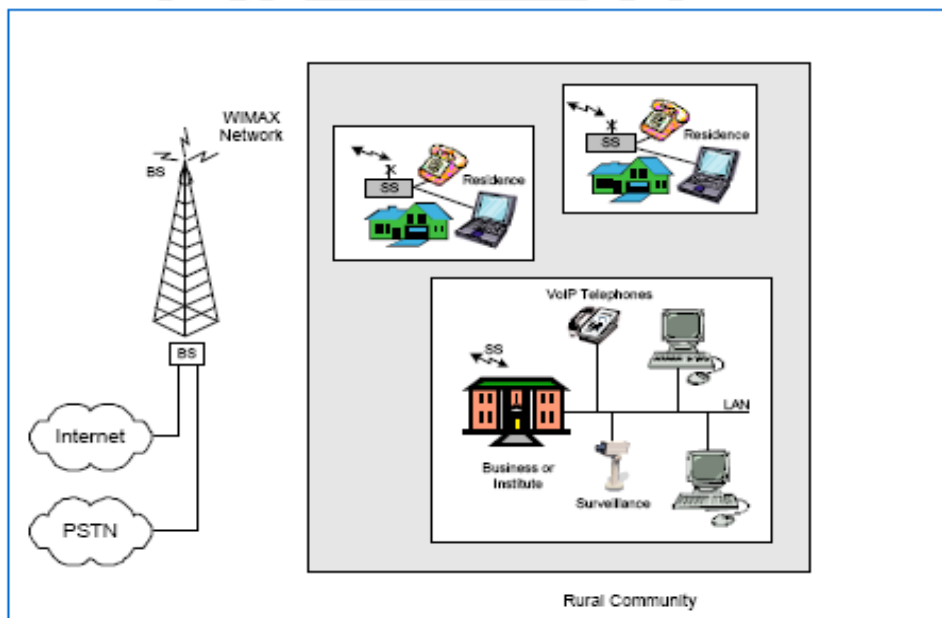 WIMAX
Network
BS
BS
Internet
PSTN
SS
Residence
SS
Residence
VoIP Telephones
SS
LAN
Business or
Institute
Surveillance
Rural Community